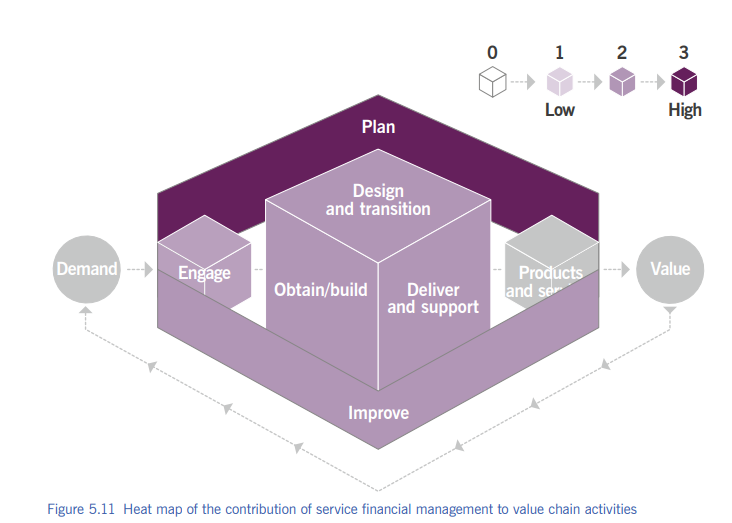 0 1 2 3
Low High
Plan
Design
and transition
Demand
Engage
Obtain/build
Deliver
and support
Products
and
Value
Improve
Figure 5.11 Heat map of the contribution of service financial management to value chain activities